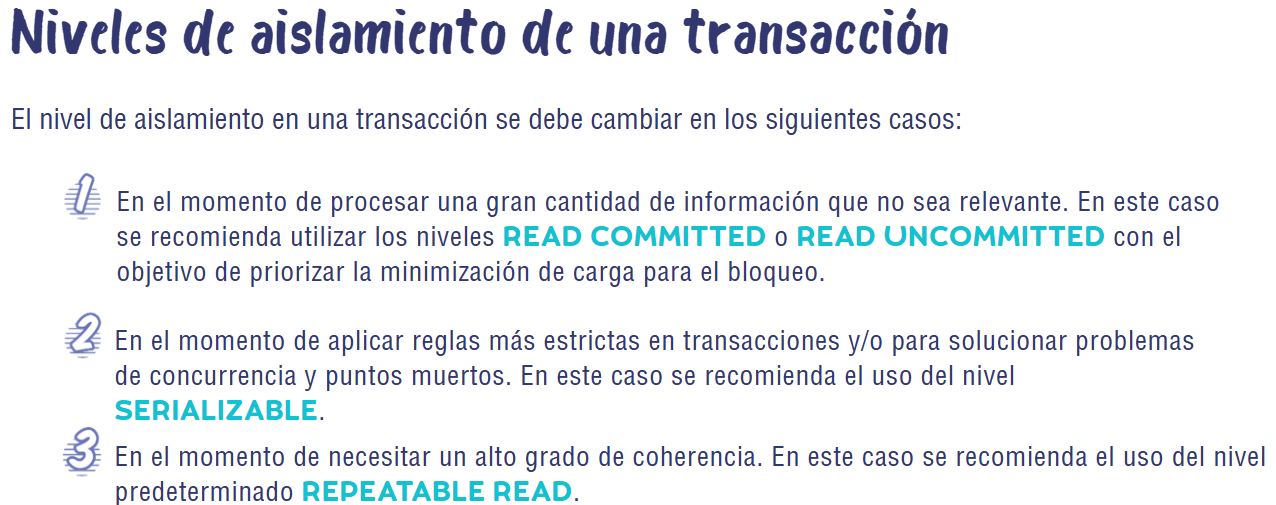 Niveles de aislamiento de una transacción
El nivel de aislamiento en una transacción se debe cambiar en los siguientes casos:
1
En el momento de procesar una gran cantidad de información que no sea relevante. En este caso
se recomienda utilizar los niveles READ COMMITTED o READ UNCOMMITTED con el
objetivo de priorizar la minimización de carga para el bloqueo.
2
En el momento de aplicar reglas más estrictas en transacciones y/o para solucionar problemas
de concurrencia y puntos muertos. En este caso se recomienda el uso del nivel
SERIALIZABLE.
3
En el momento de necesitar un alto grado de coherencia. En este caso se recomienda el uso del nivel
predeterminado REPEATABLE READ.